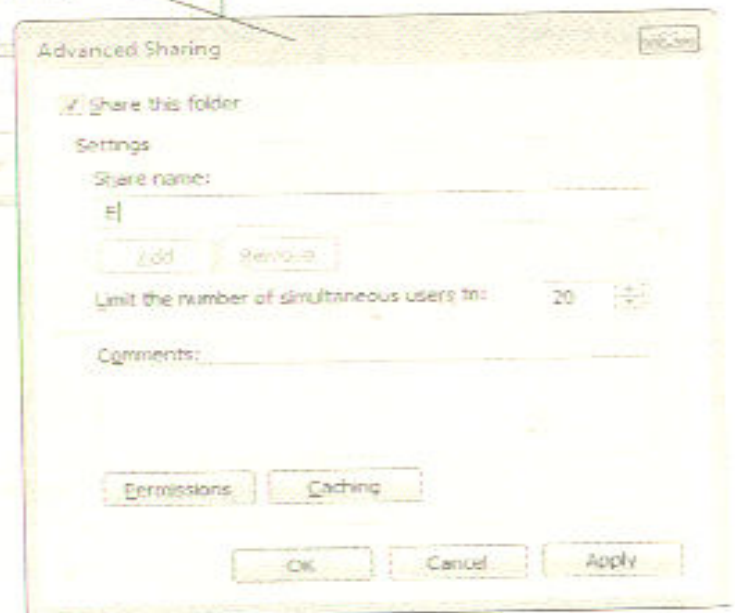 Advanced Sharing
Share this folder
Settings
Share name:
E
Add Remove
Limit the number of simultaneous users to: 20
Comments:
Permissions Caching
OK Cancel Apply